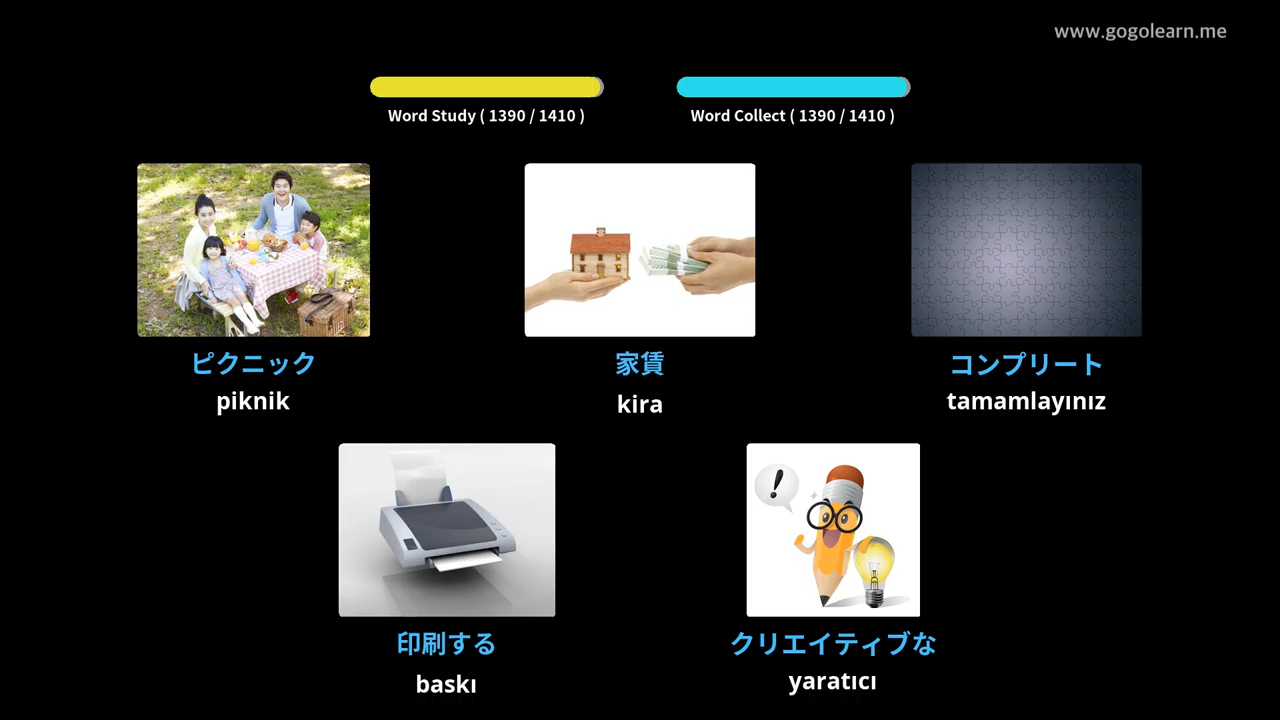 www.gogolearn.me
Word Study ( 1390 / 1410 )
Word Collect ( 1390 / 1410 )
ピクニック
piknik
家賃
kira
コンプリート
tamamlayınız
印刷する
baskı
クリエイティブな
yaratıcı